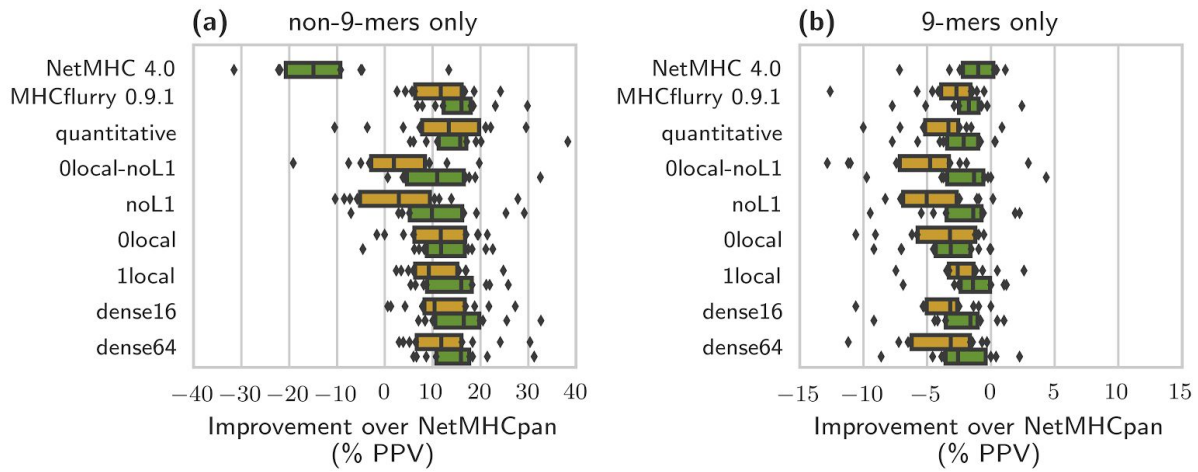 (a) non-9-mers only
NetMHC 4.0
MHCflurry 0.9.1
quantitative
0local-noL1
noL1
0local
1local
dense16
dense64
−40 −30 −20 −10 0 10 20 30 40
Improvement over NetMHCpan
(% PPV)
(b) 9-mers only
NetMHC 4.0
MHCflurry 0.9.1
quantitative
0local-noL1
noL1
0local
1local
dense16
dense64
−15 −10 −5 0 5 10 15
Improvement over NetMHCpan
(% PPV)